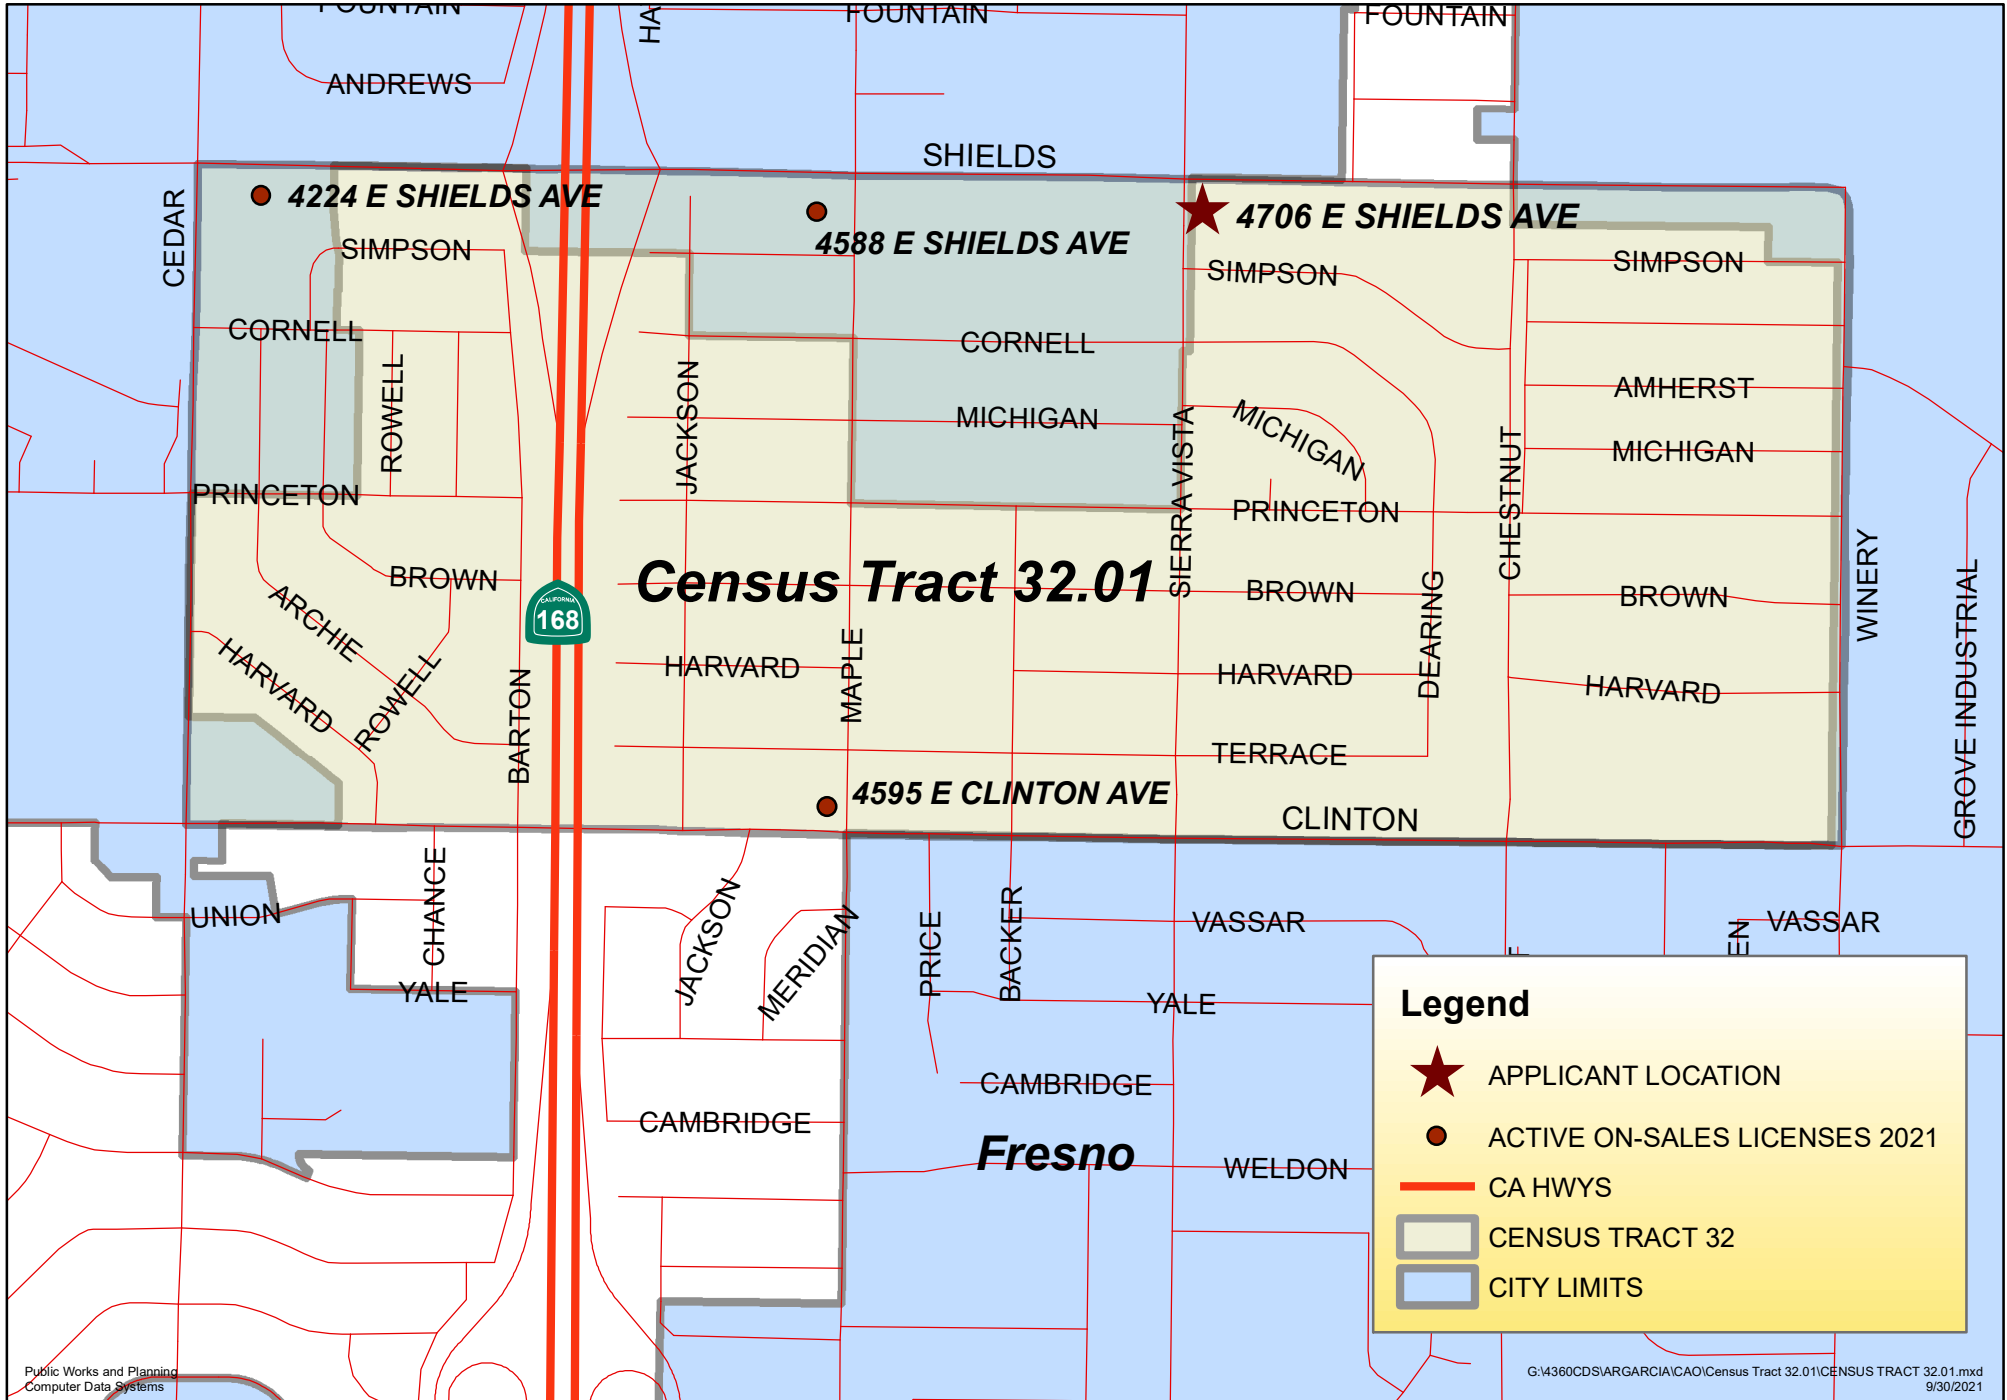 FOUNTAIN
HA
FOUNTAIN
FOUNTAIN
ANDREWS
SHIELDS
CEDAR
4224 E SHIELDS AVE
4588 E SHIELDS AVE
4706 E SHIELDS AVE
SIMPSON
SIMPSON
SIMPSON
CORNELL
CORNELL
ROWELL
JACKSON
AMHERST
MICHIGAN
MICHIGAN
MICHIGAN
SIERRA VISTA
CHESTNUT
PRINCETON
PRINCETON
Census Tract 32.01
BROWN
BROWN
BROWN
WINERY
GROVE INDUSTRIAL
ARCHIE
CALIFORNIA
168
HARVARD
ROWELL
BARTON
HARVARD
MAPLE
HARVARD
DEARING
HARVARD
TERRACE
4595 E CLINTON AVE
CLINTON
CHANCE
UNION
YALE
JACKSON
MERIDIAN
PRICE
BACKER
VASSAR
EN
VASSAR
YALE
CAMBRIDGE
CAMBRIDGE
Fresno
WELDON
Legend
APPLICANT LOCATION
ACTIVE ON-SALES LICENSES 2021
CA HWYS
CENSUS TRACT 32
CITY LIMITS
Public Works and Planning
Computer Data Systems
G:\4360CDS\ARGARCIA\CAO\Census Tract 32.01\CENSUS TRACT 32.01.mxd
9/30/2021